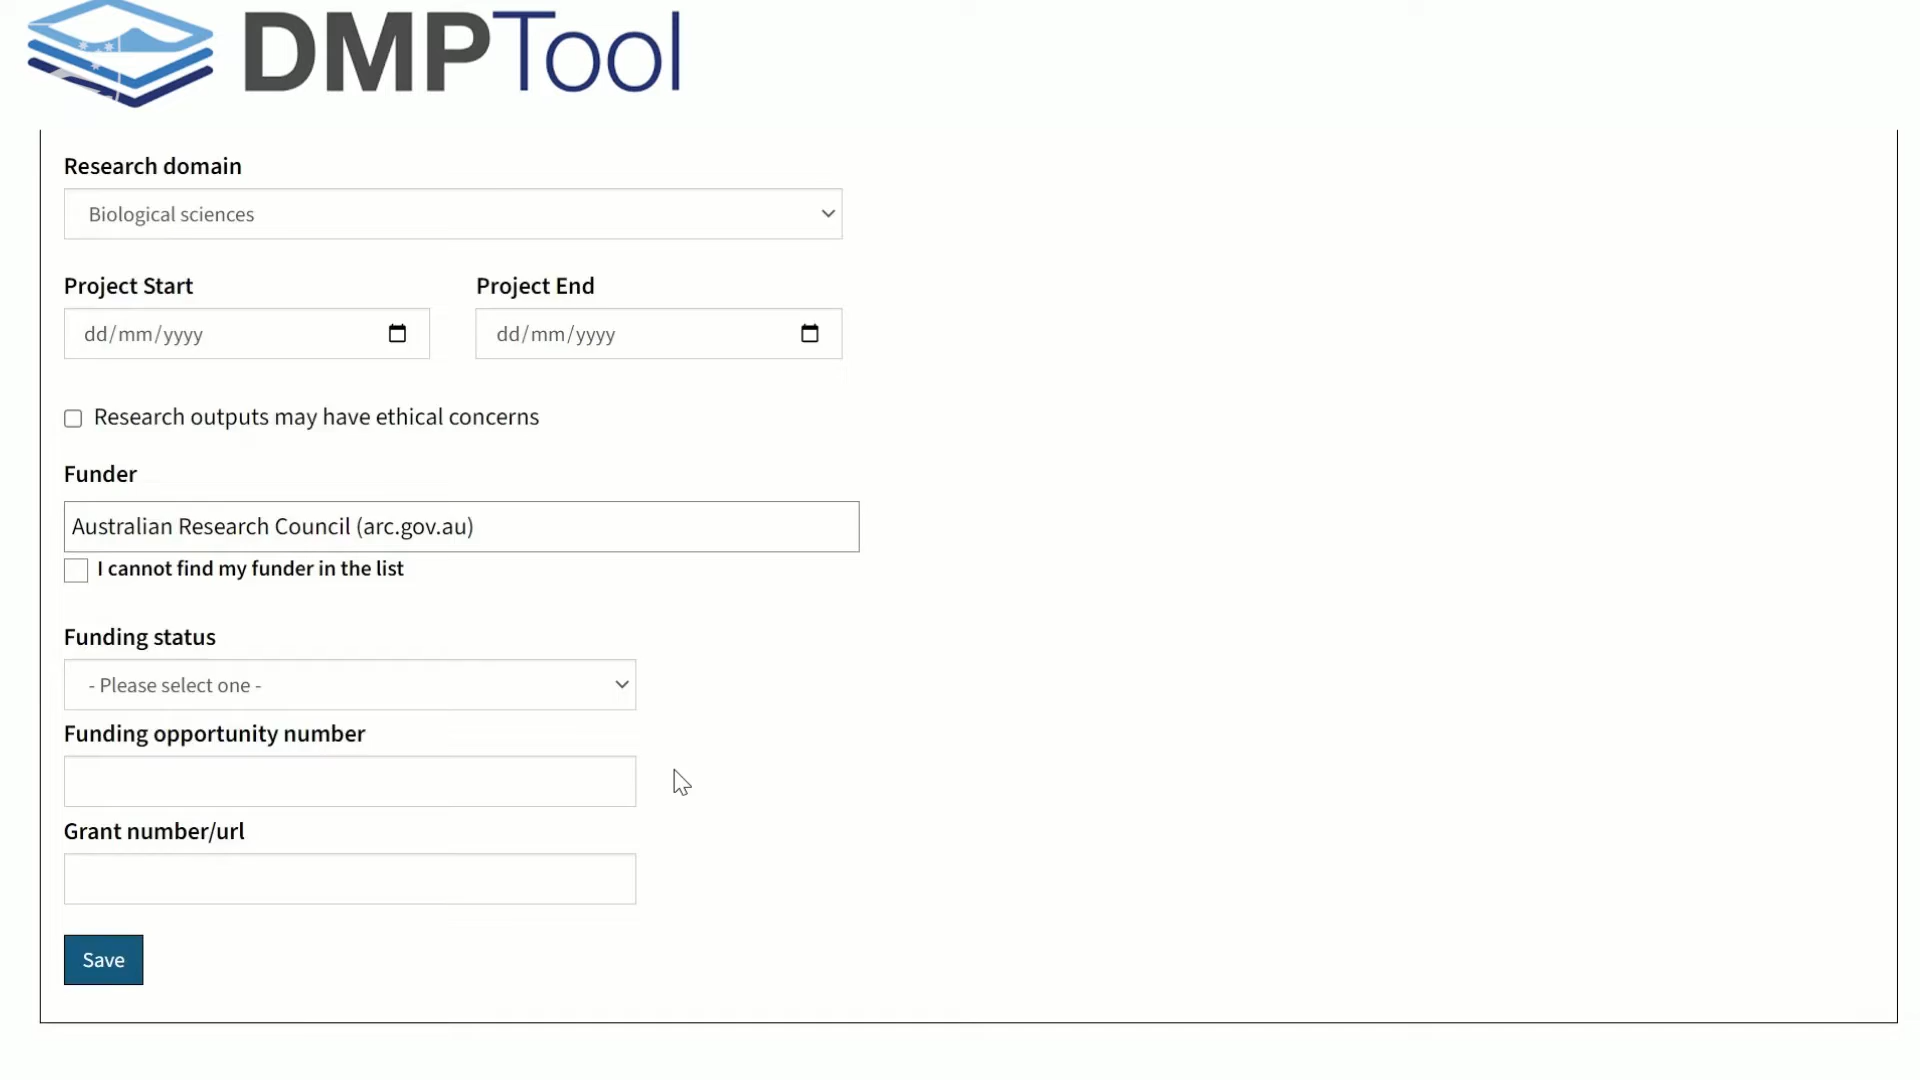 DMPTool
Research domain
Biological sciences
Project Start
Project End
dd/mm/yyyy
dd/mm/yyyy
Research outputs may have ethical concerns
Funder
Australian Research Council (arc.gov.au)
I cannot find my funder in the list
Funding status
- Please select one -
Funding opportunity number
Grant number/url
Save